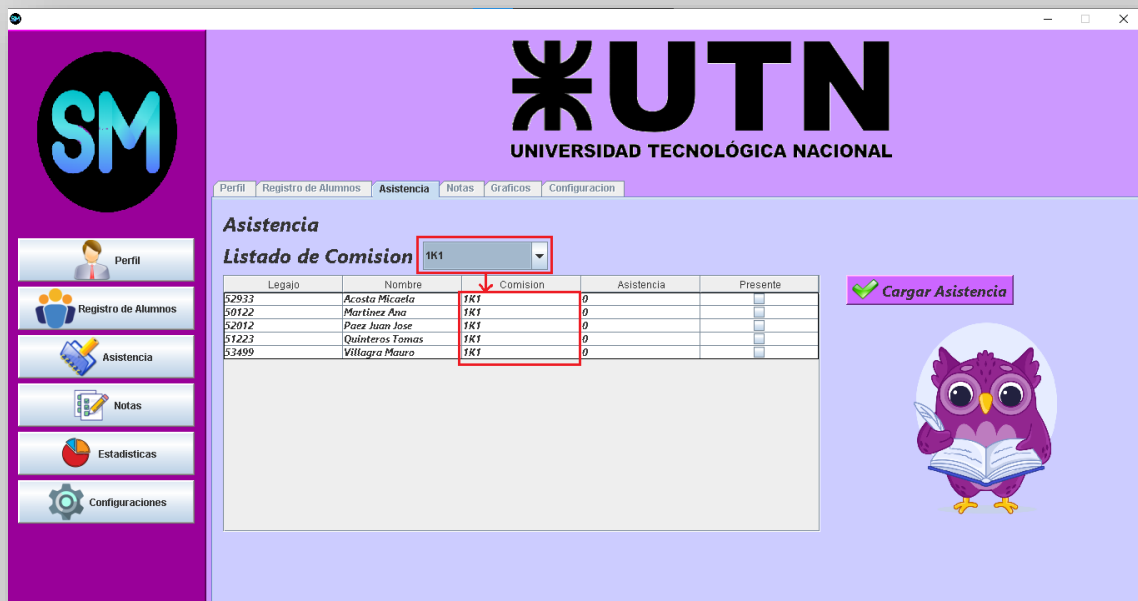 SM
UTN
UNIVERSIDAD TECNOLÓGICA NACIONAL
Perfil Registro de Alumnos Asistencia Notas Graficos Configuracion
Asistencia
Listado de Comision 1K1
Legajo Nombre Comision Asistencia Presente
52933 Acosta Micaela 1K1 0
50122 Martinez Ana 1K1 0
52012 Paez Juan Jose 1K1 0
51223 Quinteros Tomas 1K1 0
53499 Villagra Mauro 1K1 0
Cargar Asistencia
Perfil
Registro de Alumnos
Asistencia
Notas
Estadisticas
Configuraciones